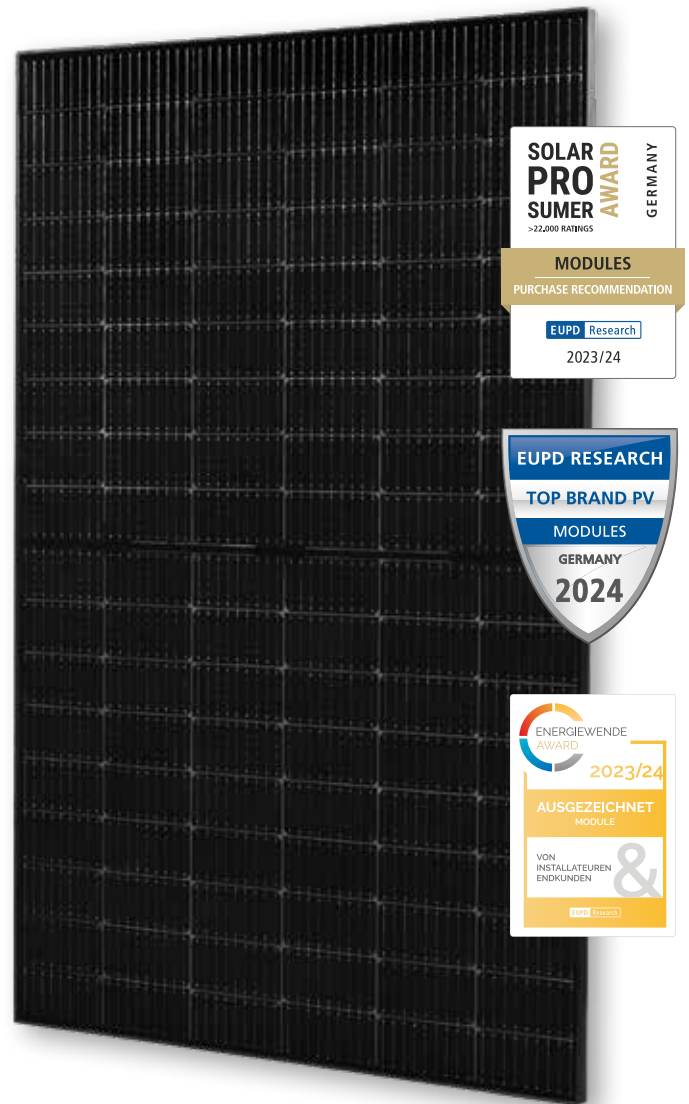 SOLAR
PRO
SUMER
>22.000 RATINGS
AWARD
GERMANY
MODULES
PURCHASE RECOMMENDATION
EUPD Research
2023/24
EUPD RESEARCH
TOP BRAND PV
MODULES
GERMANY
2024
ENERGIEWENDE
AWARD
2023/24
AUSGEZEICHNET
MODULE
VON
INSTALLATEUREN
ENDKUNDEN
&
EUPD Research